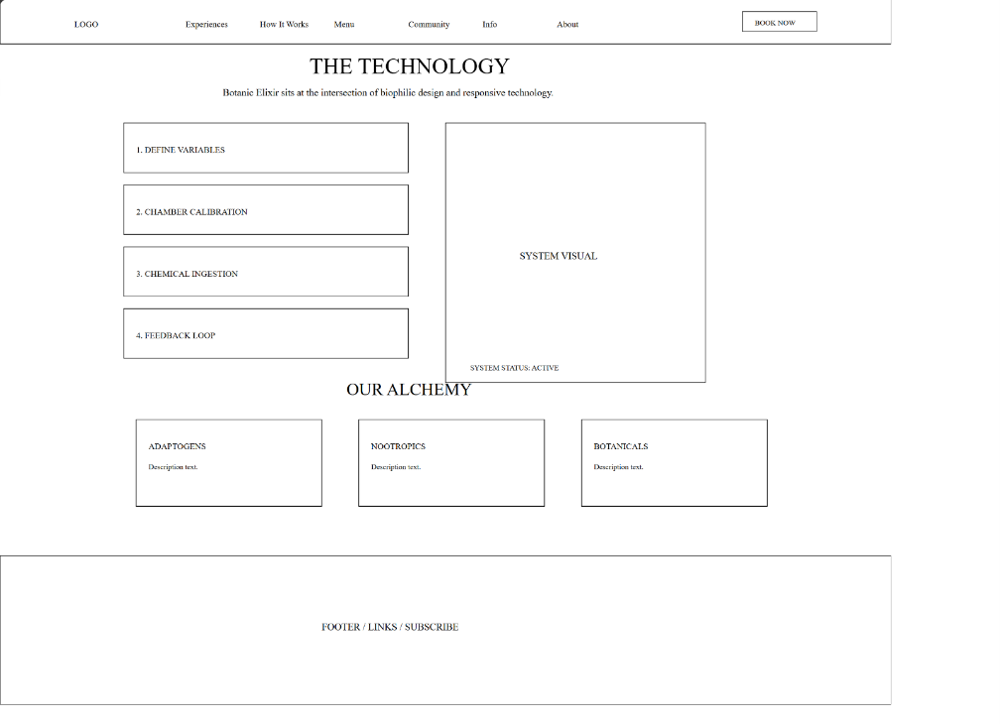 LOGO Experiences How It Works Menu Community Info About BOOK NOW
THE TECHNOLOGY
Botanic Elixir sits at the intersection of biophilic design and responsive technology.
1. DEFINE VARIABLES
2. CHAMBER CALIBRATION
3. CHEMICAL INGESTION
4. FEEDBACK LOOP
SYSTEM VISUAL
SYSTEM STATUS: ACTIVE
OUR ALCHEMY
ADAPTOGENS
Description text.
NOOTROPICS
Description text.
BOTANICALS
Description text.
FOOTER / LINKS / SUBSCRIBE